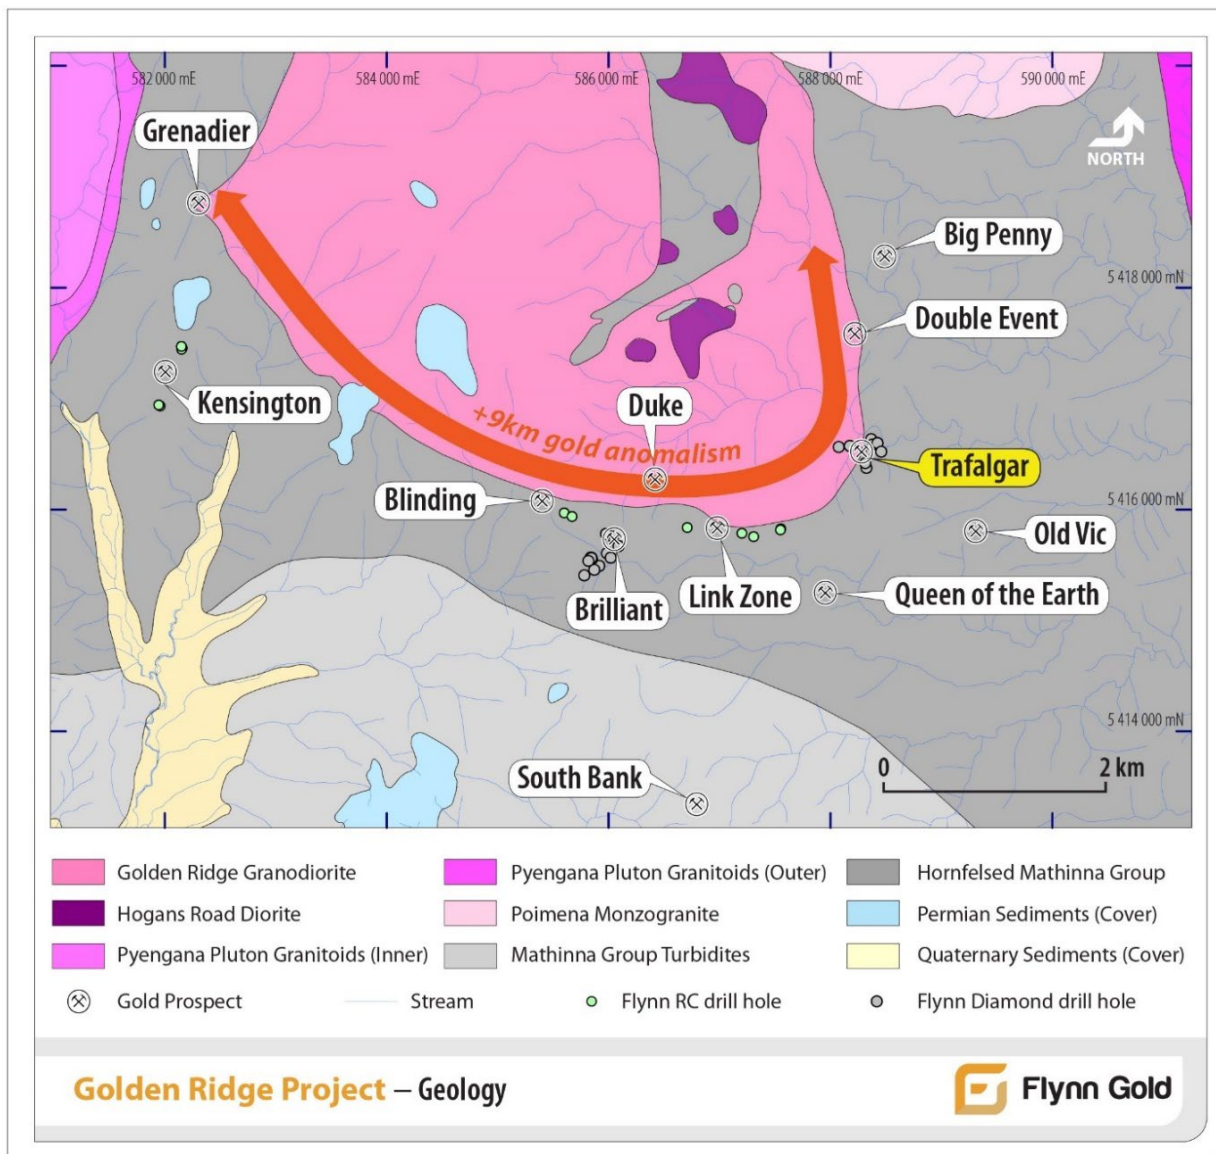 582 000 mE
584 000 mE
586 000 mE
588 000 mE
590 000 mE
Grenadier
NORTH
Big Penny
5 418 000 mN
Double Event
Kensington
Duke
+9km gold anomalism
Trafalgar
Blinding
5 416 000 mN
Old Vic
Brilliant
Link Zone
Queen of the Earth
5 414 000 mN
South Bank
0 2 km
Golden Ridge Granodiorite
Pyengana Pluton Granitoids (Outer)
Hornfelsed Mathinna Group
Hogans Road Diorite
Poimena Monzogranite
Permian Sediments (Cover)
Pyengana Pluton Granitoids (Inner)
Mathinna Group Turbidites
Quaternary Sediments (Cover)
Gold Prospect
Stream
Flynn RC drill hole
Flynn Diamond drill hole
Golden Ridge Project – Geology
Flynn Gold